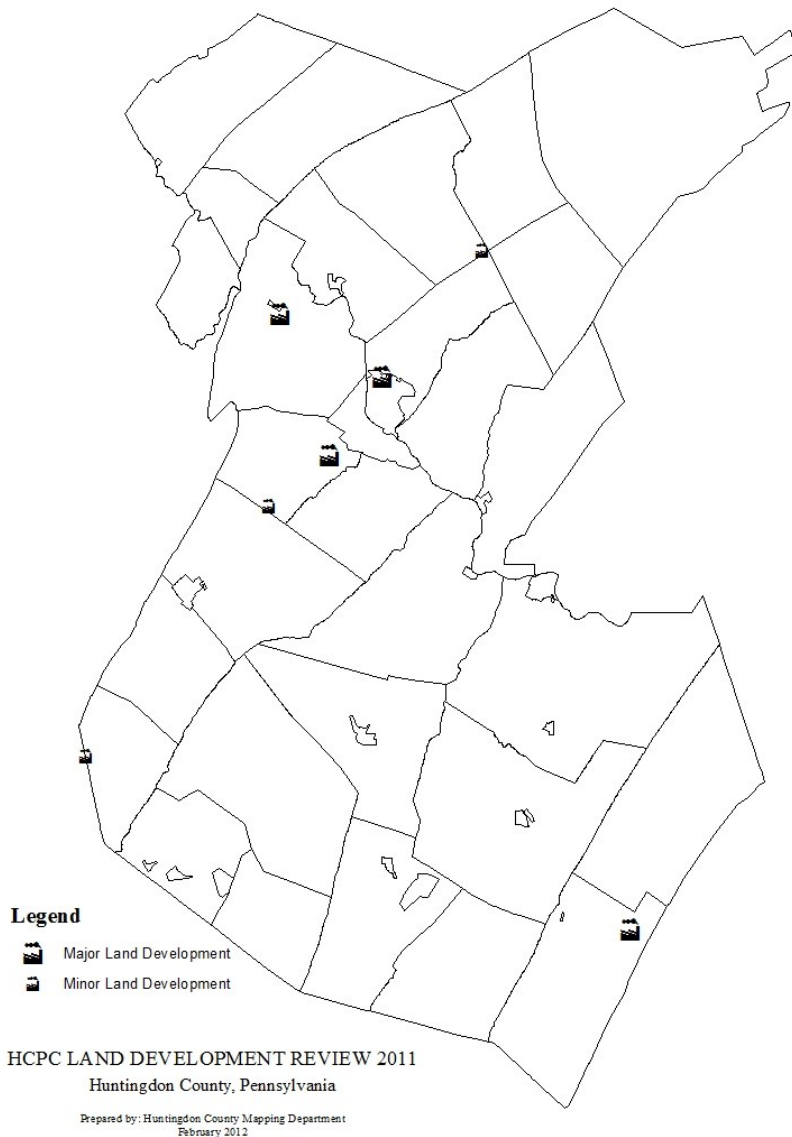 Legend
Major Land Development
Minor Land Development
HCPC LAND DEVELOPMENT REVIEW 2011
Huntingdon County, Pennsylvania
Prepared by: Huntingdon County Mapping Department
February 2012